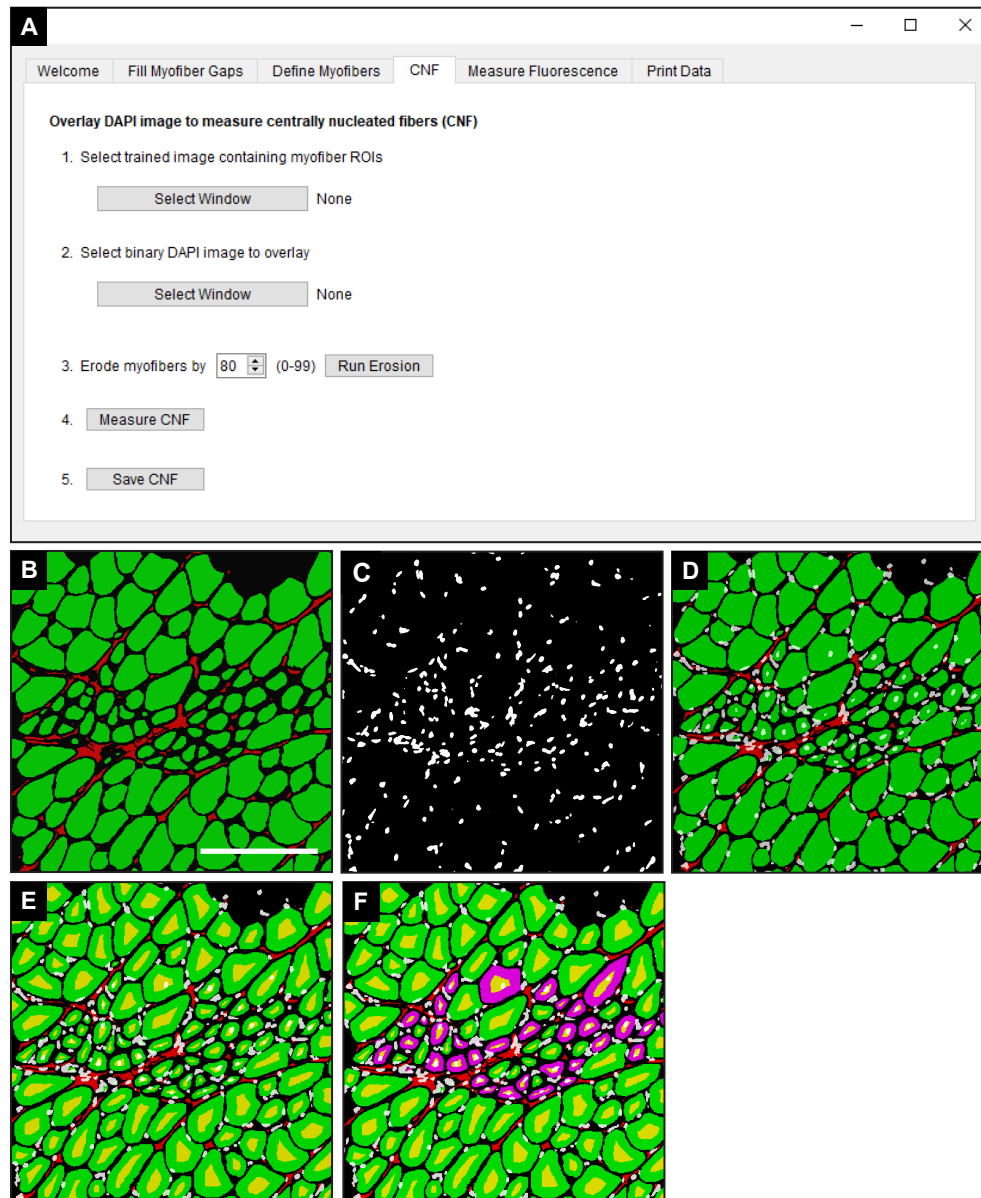 A
Welcome Fill Myofiber Gaps Define Myofibers CNF Measure Fluorescence Print Data
Overlay DAPI image to measure centrally nucleated fibers (CNF)
1. Select trained image containing myofiber ROIs
Select Window None
2. Select binary DAPI image to overlay
Select Window None
3. Erode myofibers by 80 (0-99) Run Erosion
4. Measure CNF
5. Save CNF
B C D
E F